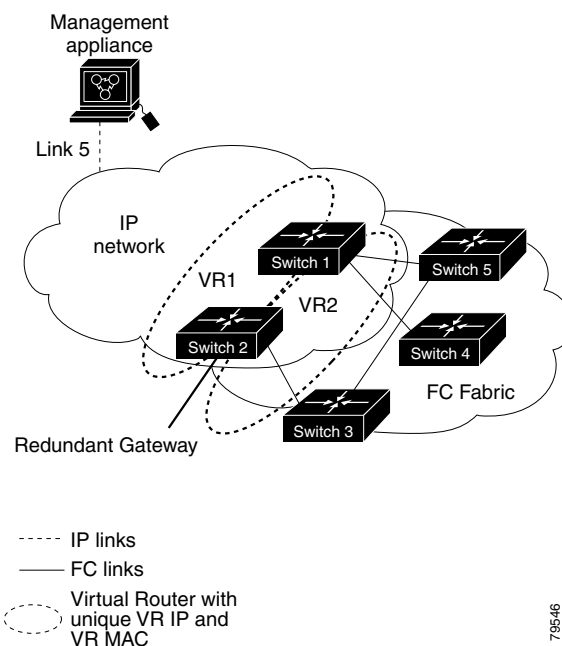 Management
appliance
Link 5
IP
network
Switch 1
Switch 5
VR1
VR2
Switch 2
Switch 4
FC Fabric
Switch 3
Redundant Gateway
IP links
FC links
Virtual Router with
unique VR IP and
VR MAC
79546